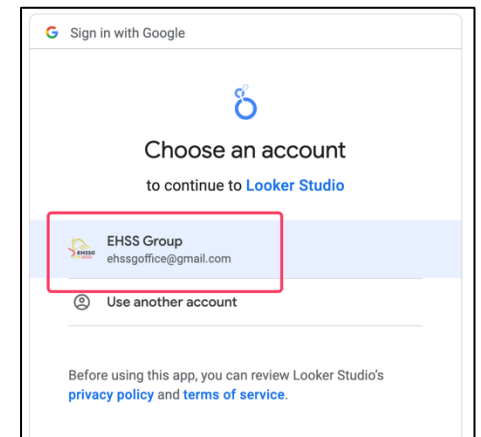 Sign in with Google
Choose an account
to continue to Looker Studio
EHSS Group
ehssgoffice@gmail.com
EHSSG
Use another account
Before using this app, you can review Looker Studio's
privacy policy and terms of service.